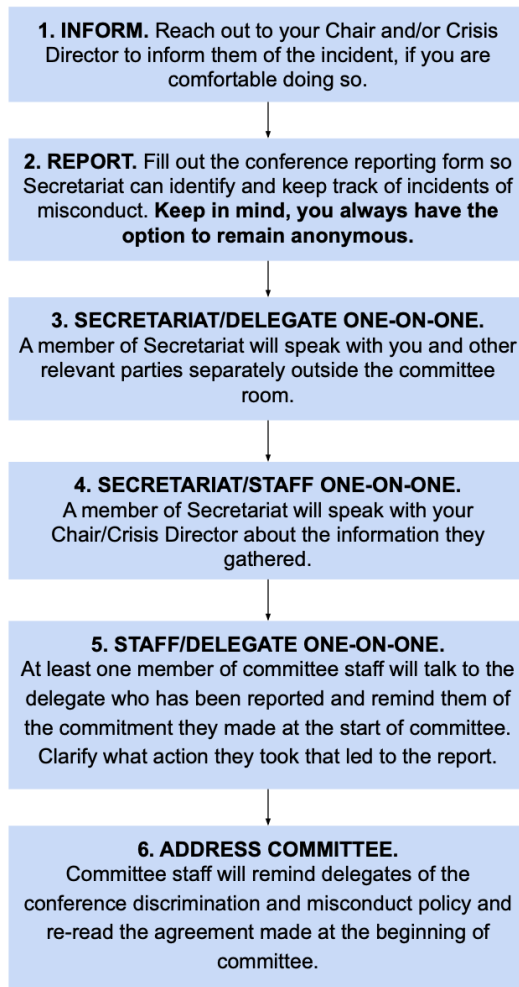 1. INFORM. Reach out to your Chair and/or Crisis
Director to inform them of the incident, if you are
comfortable doing so.
2. REPORT. Fill out the conference reporting form so
Secretariat can identify and keep track of incidents of
misconduct. Keep in mind, you always have the
option to remain anonymous.
3. SECRETARIAT/DELEGATE ONE-ON-ONE.
A member of Secretariat will speak with you and other
relevant parties separately outside the committee
room.
4. SECRETARIAT/STAFF ONE-ON-ONE.
A member of Secretariat will speak with your
Chair/Crisis Director about the information they
gathered.
5. STAFF/DELEGATE ONE-ON-ONE.
At least one member of committee staff will talk to the
delegate who has been reported and remind them of
the commitment they made at the start of committee.
Clarify what action they took that led to the report.
6. ADDRESS COMMITTEE.
Committee staff will remind delegates of the
conference discrimination and misconduct policy and
re-read the agreement made at the beginning of
committee.